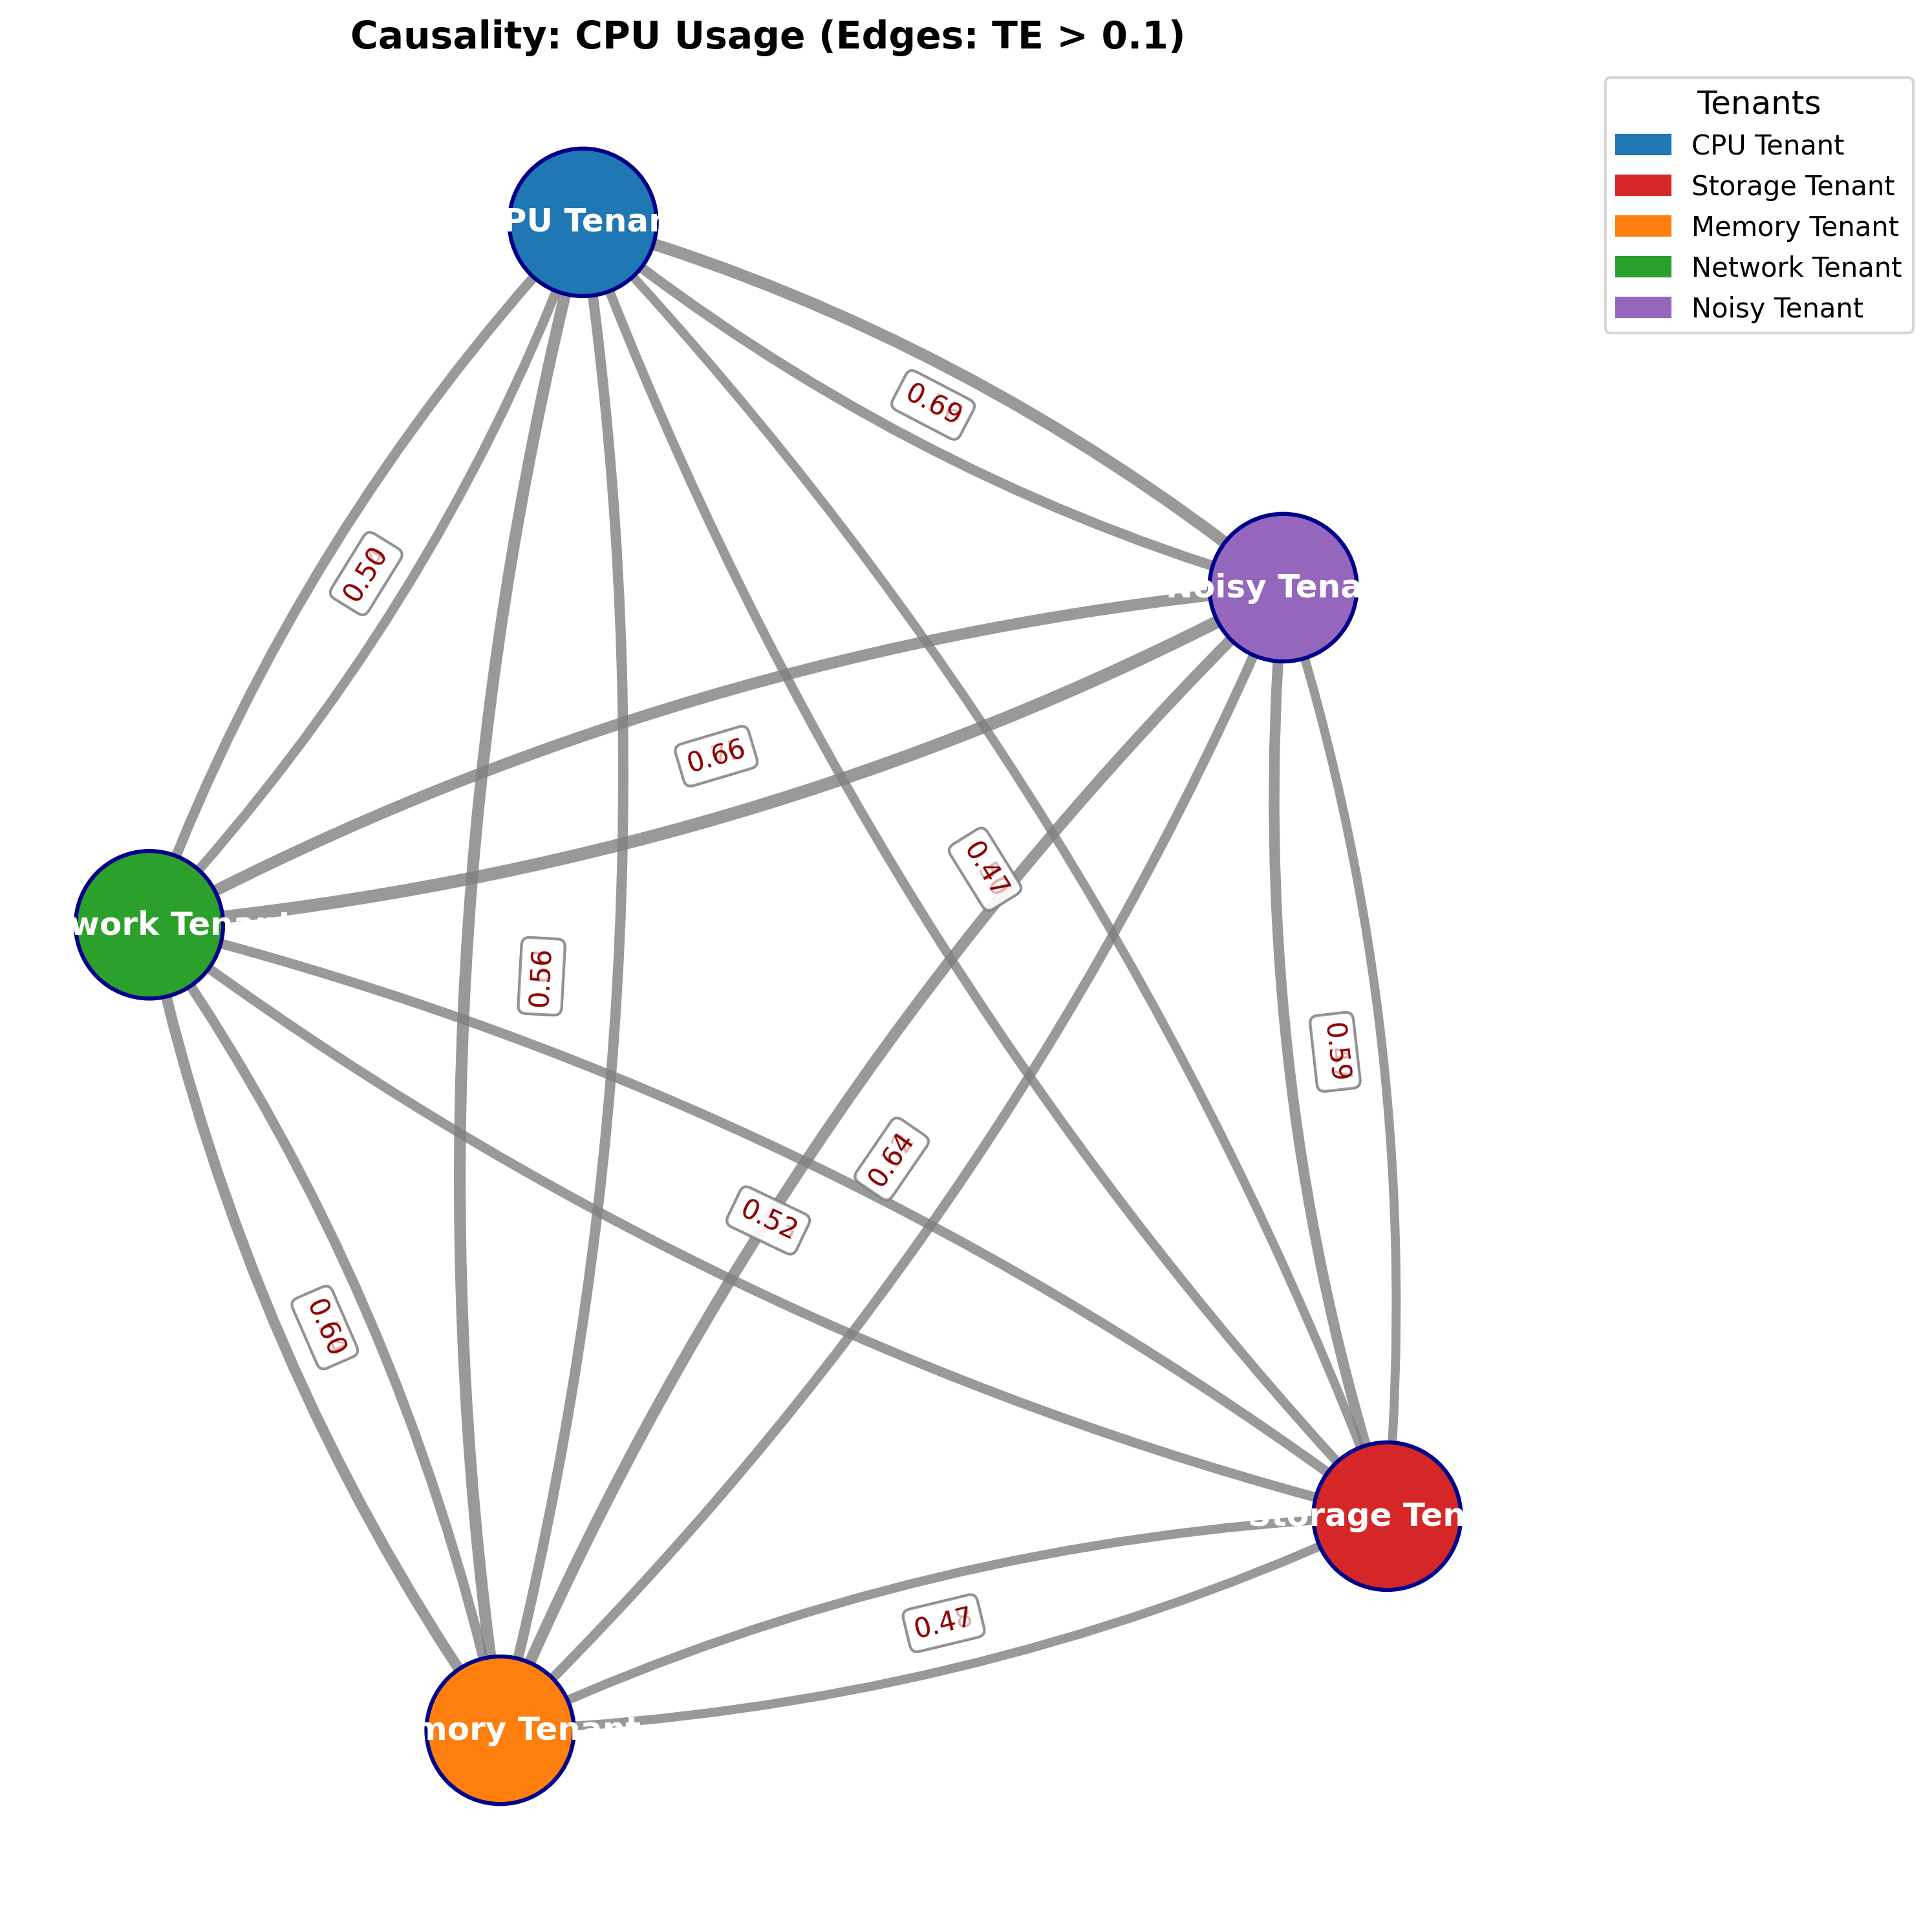 Causality: CPU Usage (Edges: TE > 0.1)
Tenants
CPU Tenant
Storage Tenant
Memory Tenant
Network Tenant
Noisy Tenant
PU Tenan
0.69
0.50
Noisy Tena
0.66
0.47
work Tenant
0.56
0.59
0.64
0.52
0.60
Storage Ten
0.47
mory Tenant